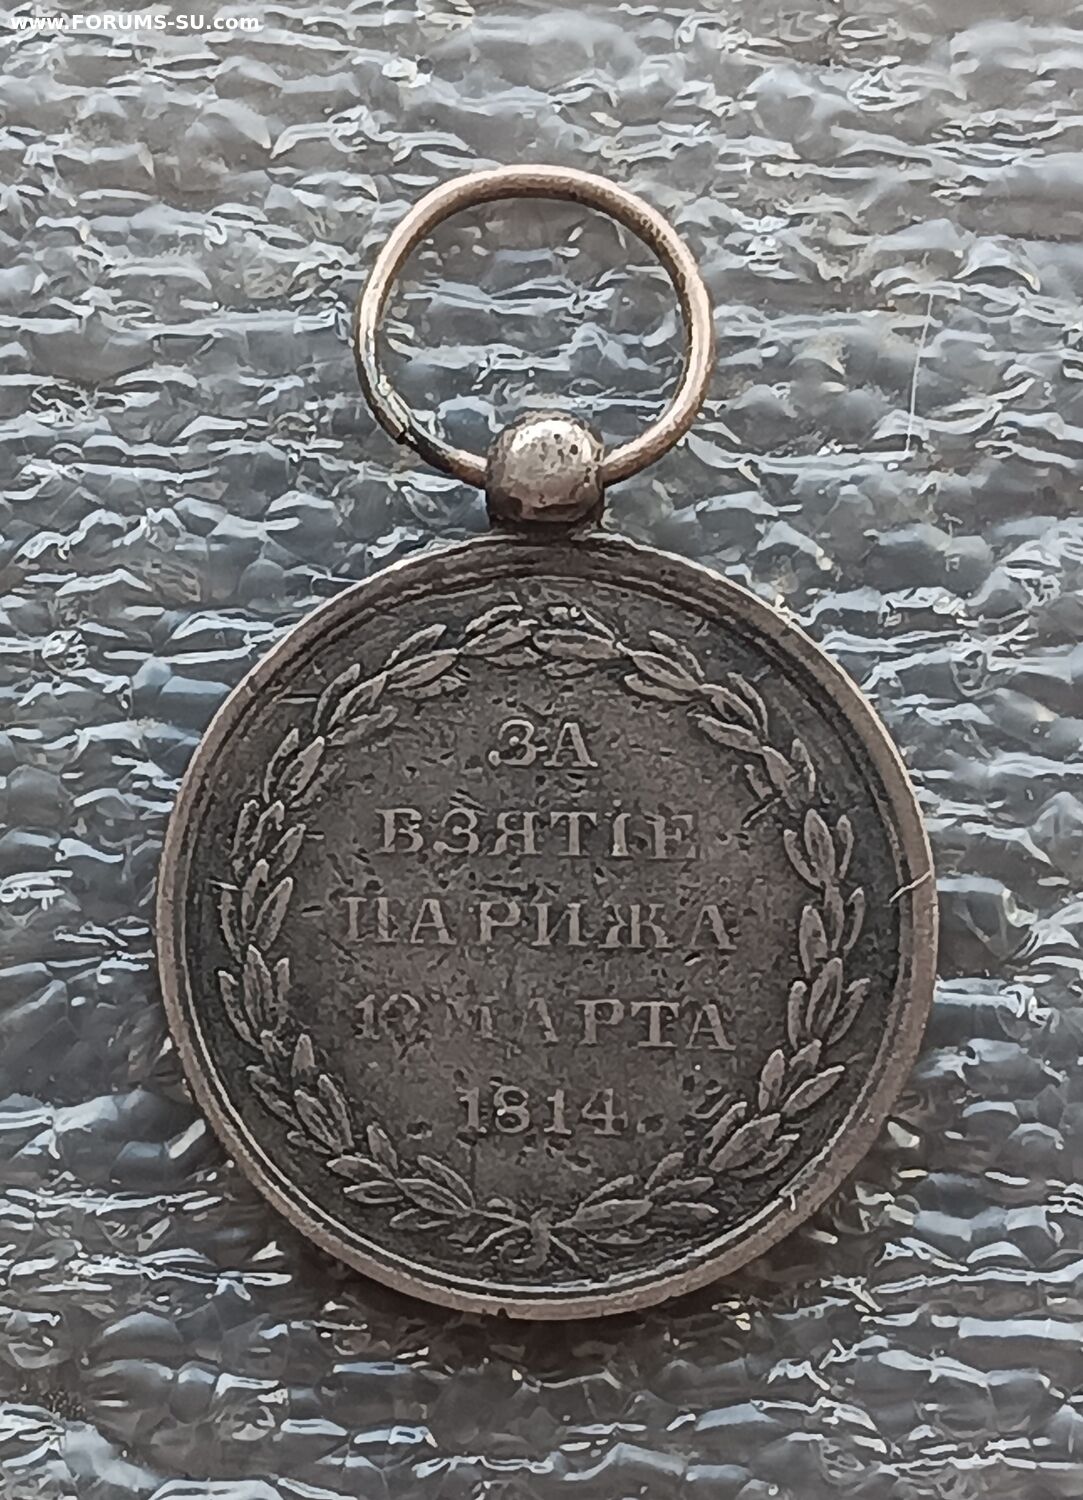 www.FORUMS-SU.com
ЗА
ВЗЯТІЕ
ПАРИЖА
19 МАРТА
1814.